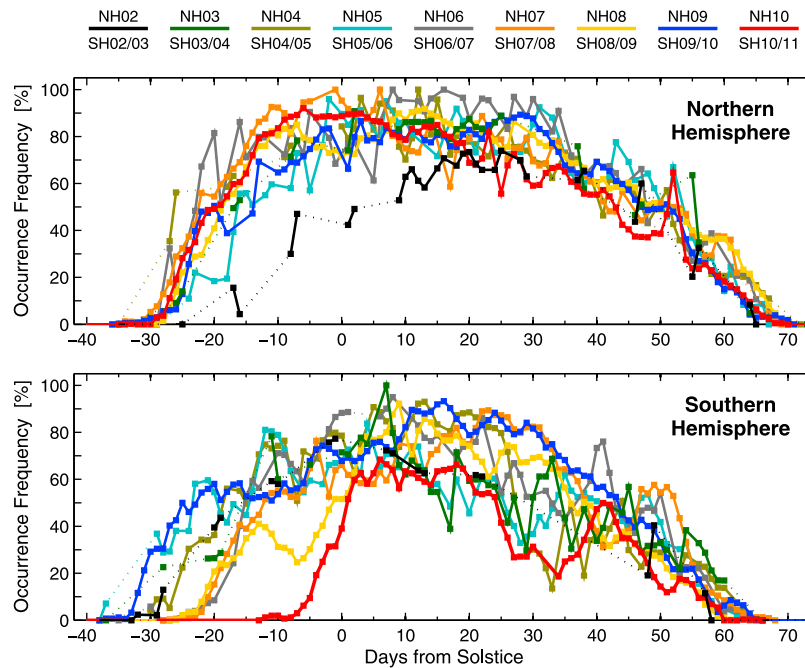 NH02 NH03 NH04 NH05 NH06 NH07 NH08 NH09 NH10
SH02/03 SH03/04 SH04/05 SH05/06 SH06/07 SH07/08 SH08/09 SH09/10 SH10/11
Occurrence Frequency [%]
100
80
60
40
20
0
Northern
Hemisphere
−40 −30 −20 −10 0 10 20 30 40 50 60 70
Occurrence Frequency [%]
100
80
60
40
20
0
Southern
Hemisphere
−40 −30 −20 −10 0 10 20 30 40 50 60 70
Days from Solstice